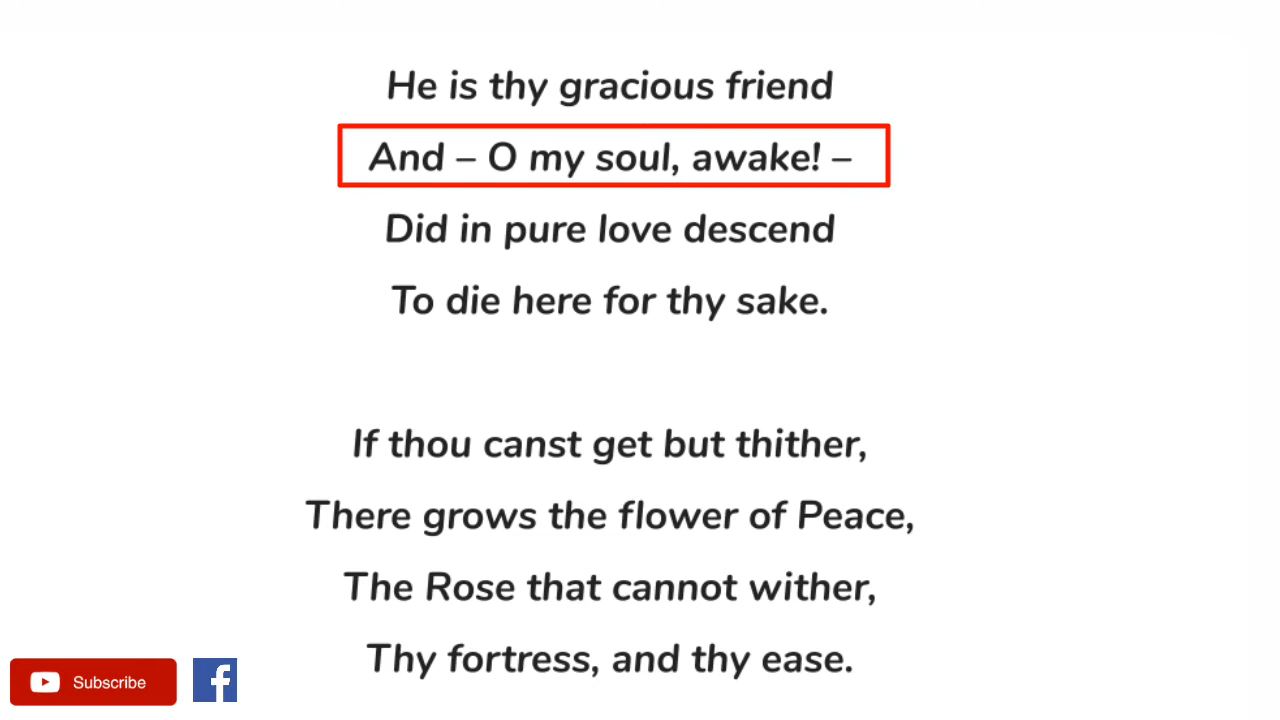 He is thy gracious friend
And – O my soul, awake! –
Did in pure love descend
To die here for thy sake.
If thou canst get but thither,
There grows the flower of Peace,
The Rose that cannot wither,
Thy fortress, and thy ease.
Subscribe